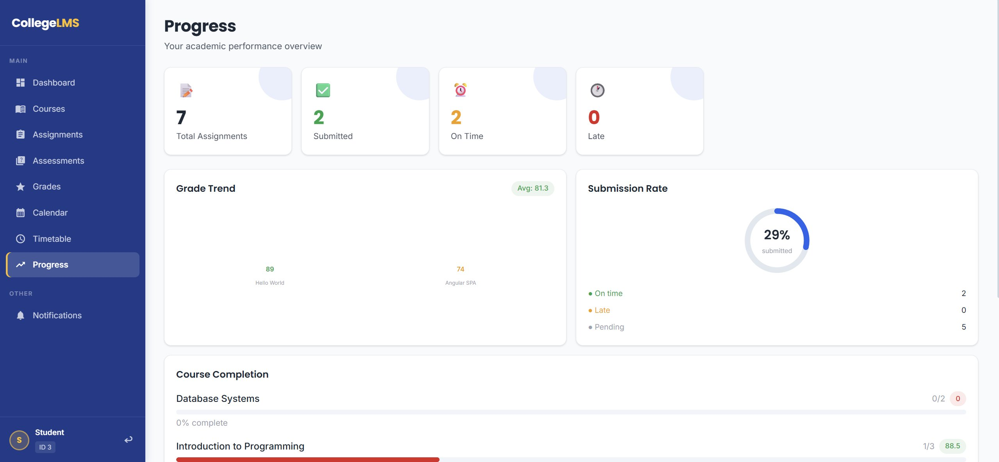 CollegeLMS
MAIN
Dashboard
Courses
Assignments
Assessments
Grades
Calendar
Timetable
Progress
OTHER
Notifications
S
Student
ID 3
Progress
Your academic performance overview
7
Total Assignments
2
Submitted
2
On Time
0
Late
Grade Trend
Avg: 81.3
89
Hello World
74
Angular SPA
Submission Rate
29%
submitted
On time 2
Late 0
Pending 5
Course Completion
Database Systems 0/2 0
0% complete
Introduction to Programming 1/3 88.5